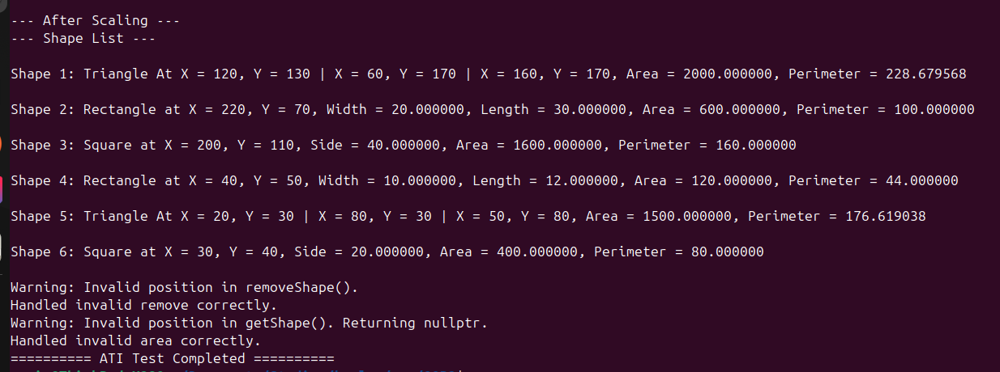 --- After Scaling ---
--- Shape List ---
Shape 1: Triangle At X = 120, Y = 130 | X = 60, Y = 170 | X = 160, Y = 170, Area = 2000.000000, Perimeter = 228.679568
Shape 2: Rectangle at X = 220, Y = 70, Width = 20.000000, Length = 30.000000, Area = 600.000000, Perimeter = 100.000000
Shape 3: Square at X = 200, Y = 110, Side = 40.000000, Area = 1600.000000, Perimeter = 160.000000
Shape 4: Rectangle at X = 40, Y = 50, Width = 10.000000, Length = 12.000000, Area = 120.000000, Perimeter = 44.000000
Shape 5: Triangle At X = 20, Y = 30 | X = 80, Y = 30 | X = 50, Y = 80, Area = 1500.000000, Perimeter = 176.619038
Shape 6: Square at X = 30, Y = 40, Side = 20.000000, Area = 400.000000, Perimeter = 80.000000
Warning: Invalid position in removeShape().
Handled invalid remove correctly.
Warning: Invalid position in getShape(). Returning nullptr.
Handled invalid area correctly.
========== ATI Test Completed ==========